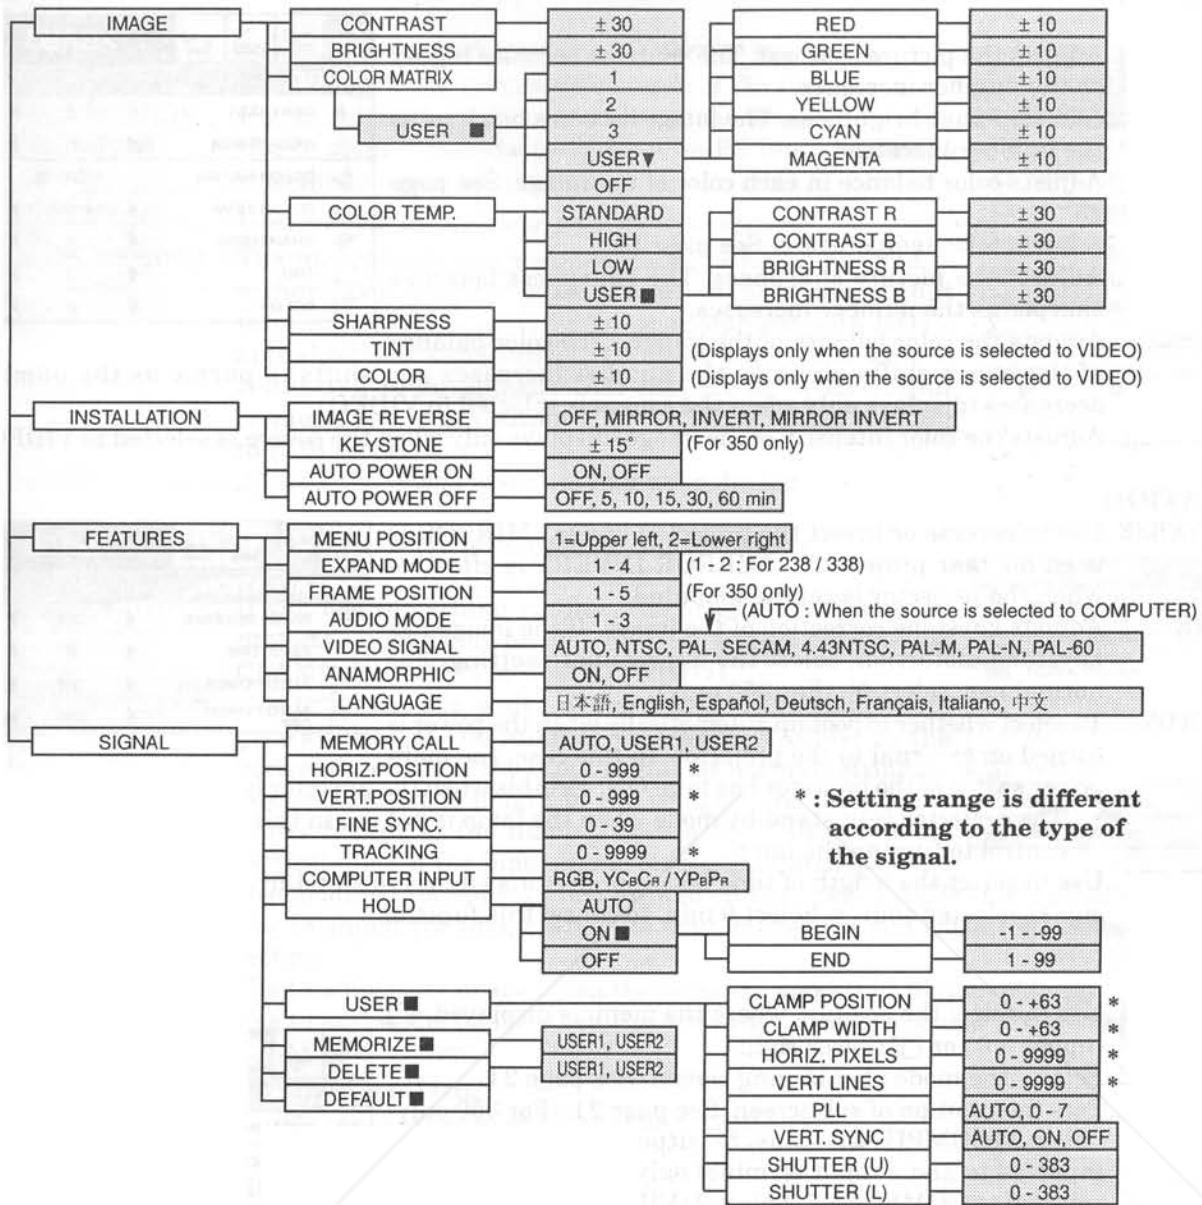 IMAGE CONTRAST ± 30 RED ± 10
BRIGHTNESS ± 30 GREEN ± 10
COLOR MATRIX 1 BLUE ± 10
2 YELLOW ± 10
USER ■ 3 CYAN ± 10
USER▼ MAGENTA ± 10
OFF
COLOR TEMP. STANDARD CONTRAST R ± 30
HIGH CONTRAST B ± 30
LOW BRIGHTNESS R ± 30
USER■ BRIGHTNESS B ± 30
SHARPNESS ± 10
TINT ± 10 (Displays only when the source is selected to VIDEO)
COLOR ± 10 (Displays only when the source is selected to VIDEO)
INSTALLATION IMAGE REVERSE OFF, MIRROR, INVERT, MIRROR INVERT
KEYSTONE ± 15° (For 350 only)
AUTO POWER ON ON, OFF
AUTO POWER OFF OFF, 5, 10, 15, 30, 60 min
FEATURES MENU POSITION 1=Upper left, 2=Lower right
EXPAND MODE 1 - 4 (1 - 2 : For 238 / 338)
FRAME POSITION 1 - 5 (For 350 only)
AUDIO MODE 1 - 3 (AUTO : When the source is selected to COMPUTER)
VIDEO SIGNAL AUTO, NTSC, PAL, SECAM, 4.43NTSC, PAL-M, PAL-N, PAL-60
ANAMORPHIC ON, OFF
LANGUAGE 日本語, English, Español, Deutsch, Français, Italiano, 中文
SIGNAL MEMORY CALL AUTO, USER1, USER2
HORIZ.POSITION 0 - 999 *
VERT.POSITION 0 - 999 *
FINE SYNC. 0 - 39
TRACKING 0 - 9999 *
* : Setting range is different
according to the type of
the signal.
COMPUTER INPUT RGB, YCBCR / YPBPR
HOLD AUTO
ON ■ BEGIN -1 - -99
OFF END 1 - 99
USER ■ CLAMP POSITION 0 - +63 *
MEMORIZE ■ USER1, USER2 CLAMP WIDTH 0 - +63 *
DELETE ■ USER1, USER2 HORIZ. PIXELS 0 - 9999 *
DEFAULT ■ VERT LINES 0 - 9999 *
PLL AUTO, 0 - 7
VERT. SYNC AUTO, ON, OFF
SHUTTER (U) 0 - 383
SHUTTER (L) 0 - 383